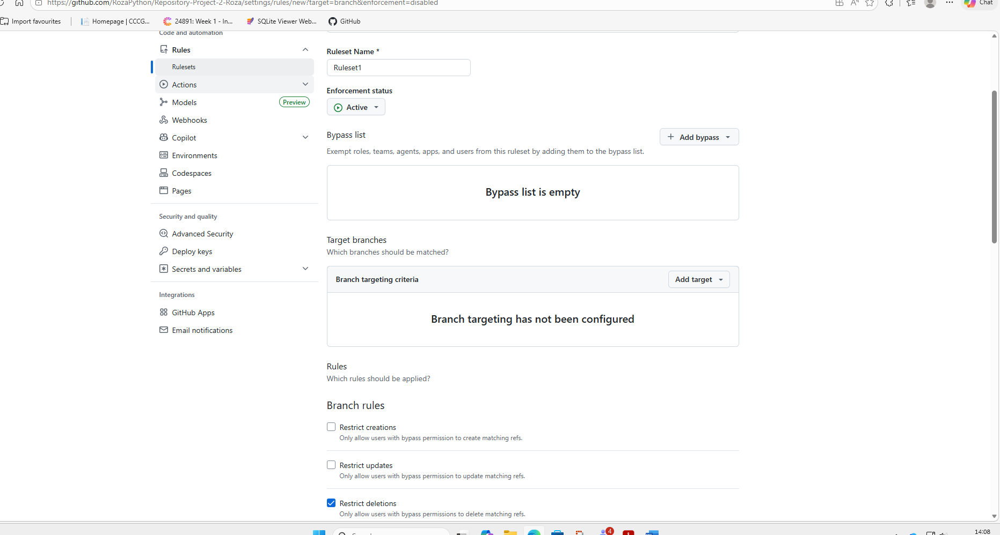 https://github.com/RozaPython/Repository-Project-2-Roza/settings/rules/new?target=branch&enforcement=disabled
Chat
Import favourites
Homepage | CCCG...
24891: Week 1 - In...
SQLite Viewer Web...
GitHub
Code and automation
Rules
Rulesets
Actions
Models
Preview
Webhooks
Copilot
Environments
Codespaces
Pages
Security and quality
Advanced Security
Deploy keys
Secrets and variables
Integrations
GitHub Apps
Email notifications
Ruleset Name *
Ruleset1
Enforcement status
Active
Bypass list
Add bypass
Exempt roles, teams, agents, apps, and users from this ruleset by adding them to the bypass list.
Bypass list is empty
Target branches
Which branches should be matched?
Branch targeting criteria
Add target
Branch targeting has not been configured
Rules
Which rules should be applied?
Branch rules
Restrict creations
Only allow users with bypass permission to create matching refs.
Restrict updates
Only allow users with bypass permission to update matching refs.
Restrict deletions
Only allow users with bypass permissions to delete matching refs.
4
14:08